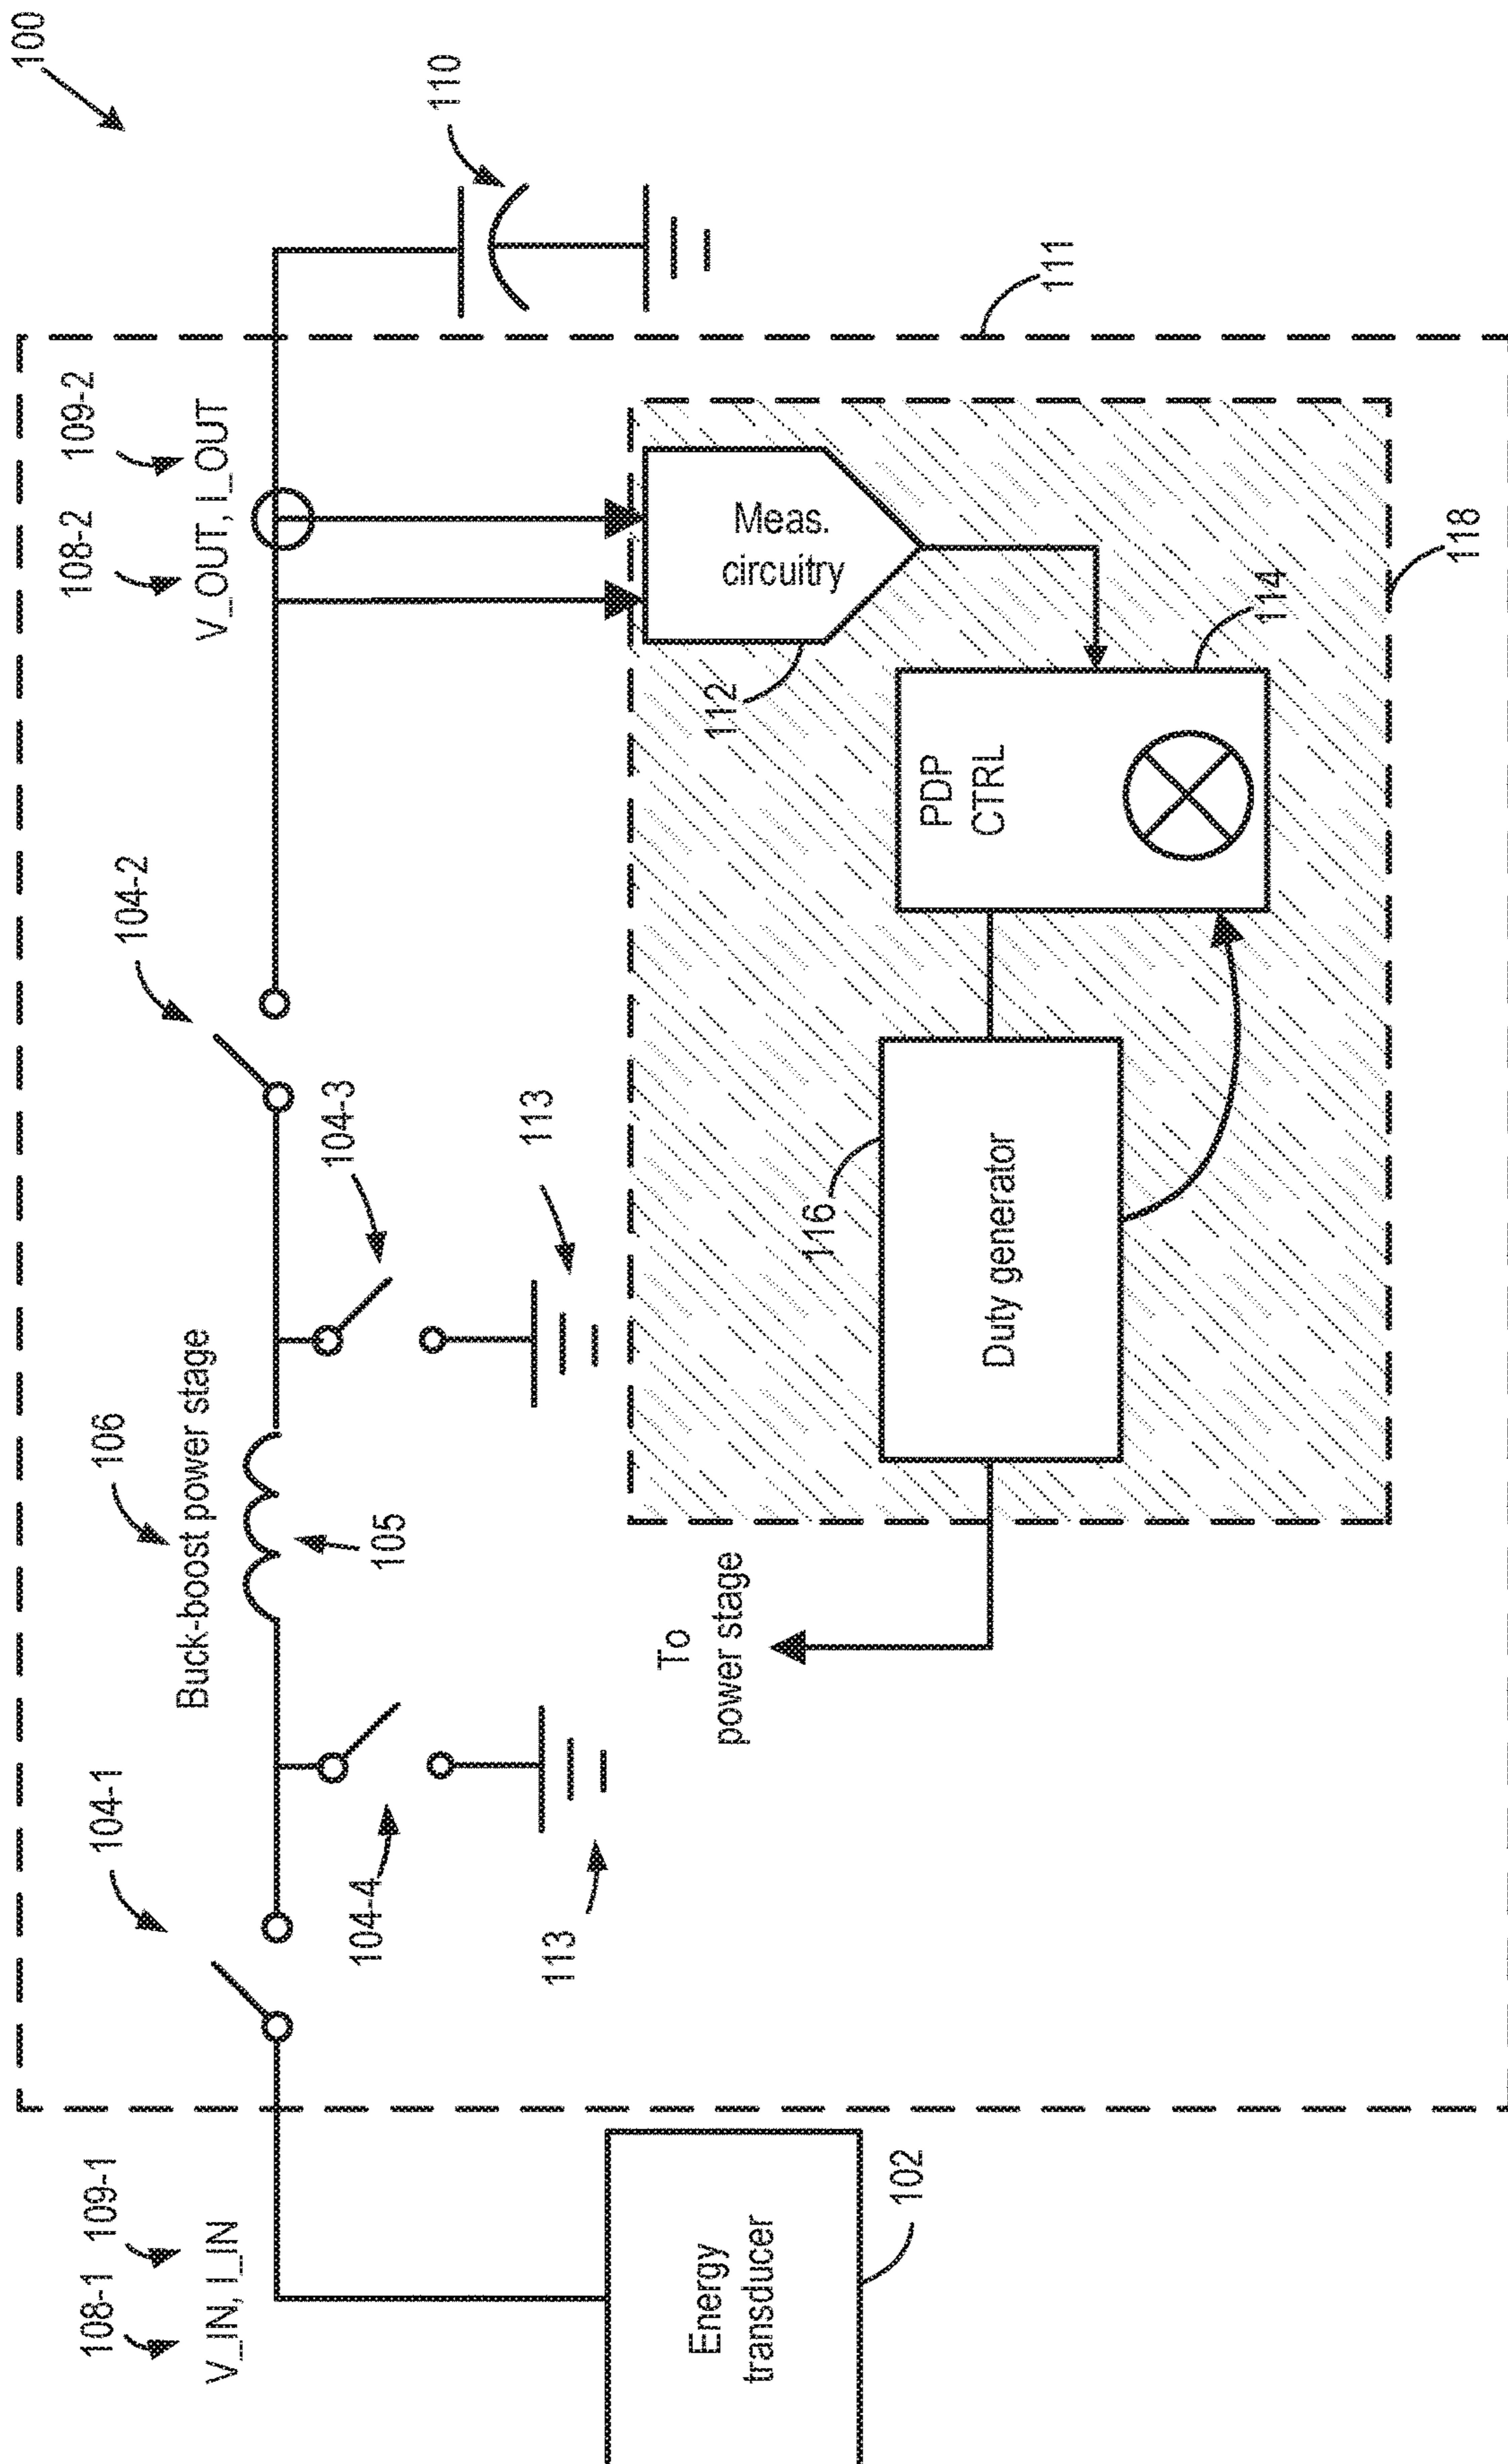 100
108-1
109-1
V_IN, I_IN
104-1
106
Buck-boost power stage
104-2
108-2
109-2
V_OUT, I_OUT
110
105
104-4
104-3
113
113
Energy
transducer
102
To
power stage
116
Duty generator
PDP
CTRL
114
112
Meas.
circuitry
111
118